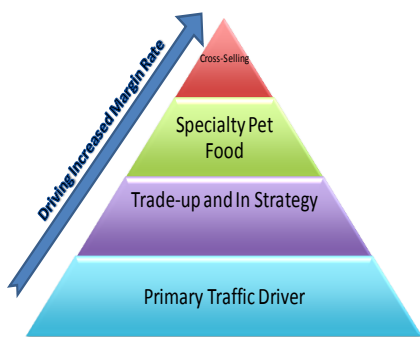 Driving Increased Margin Rate
Cross-Selling
Specialty Pet
Food
Trade-up and In Strategy
Primary Traffic Driver